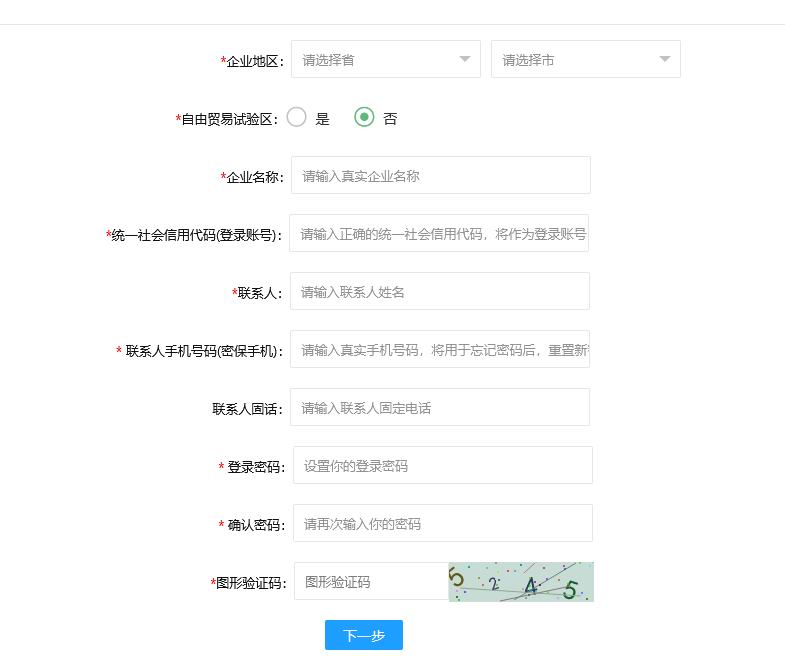 *企业地区: 请选择省 请选择市
*自由贸易试验区: 是 否
*企业名称: 请输入真实企业名称
*统一社会信用代码(登录账号): 请输入正确的统一社会信用代码，将作为登录账号
*联系人: 请输入联系人姓名
* 联系人手机号码(密保手机): 请输入真实手机号码，将用于忘记密码后，重置新
联系人固话: 请输入联系人固定电话
* 登录密码: 设置你的登录密码
* 确认密码: 请再次输入你的密码
*图形验证码: 图形验证码 5245
下一步